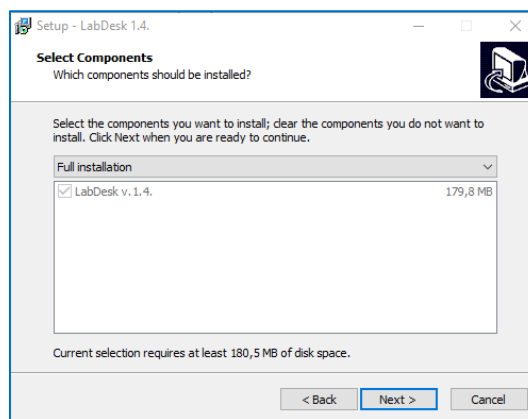 Setup - LabDesk 1.4.
Select Components
Which components should be installed?
Select the components you want to install; clear the components you do not want to
install. Click Next when you are ready to continue.
Full installation
LabDesk v.1.4. 179,8 MB
Current selection requires at least 180,5 MB of disk space.
< Back Next > Cancel